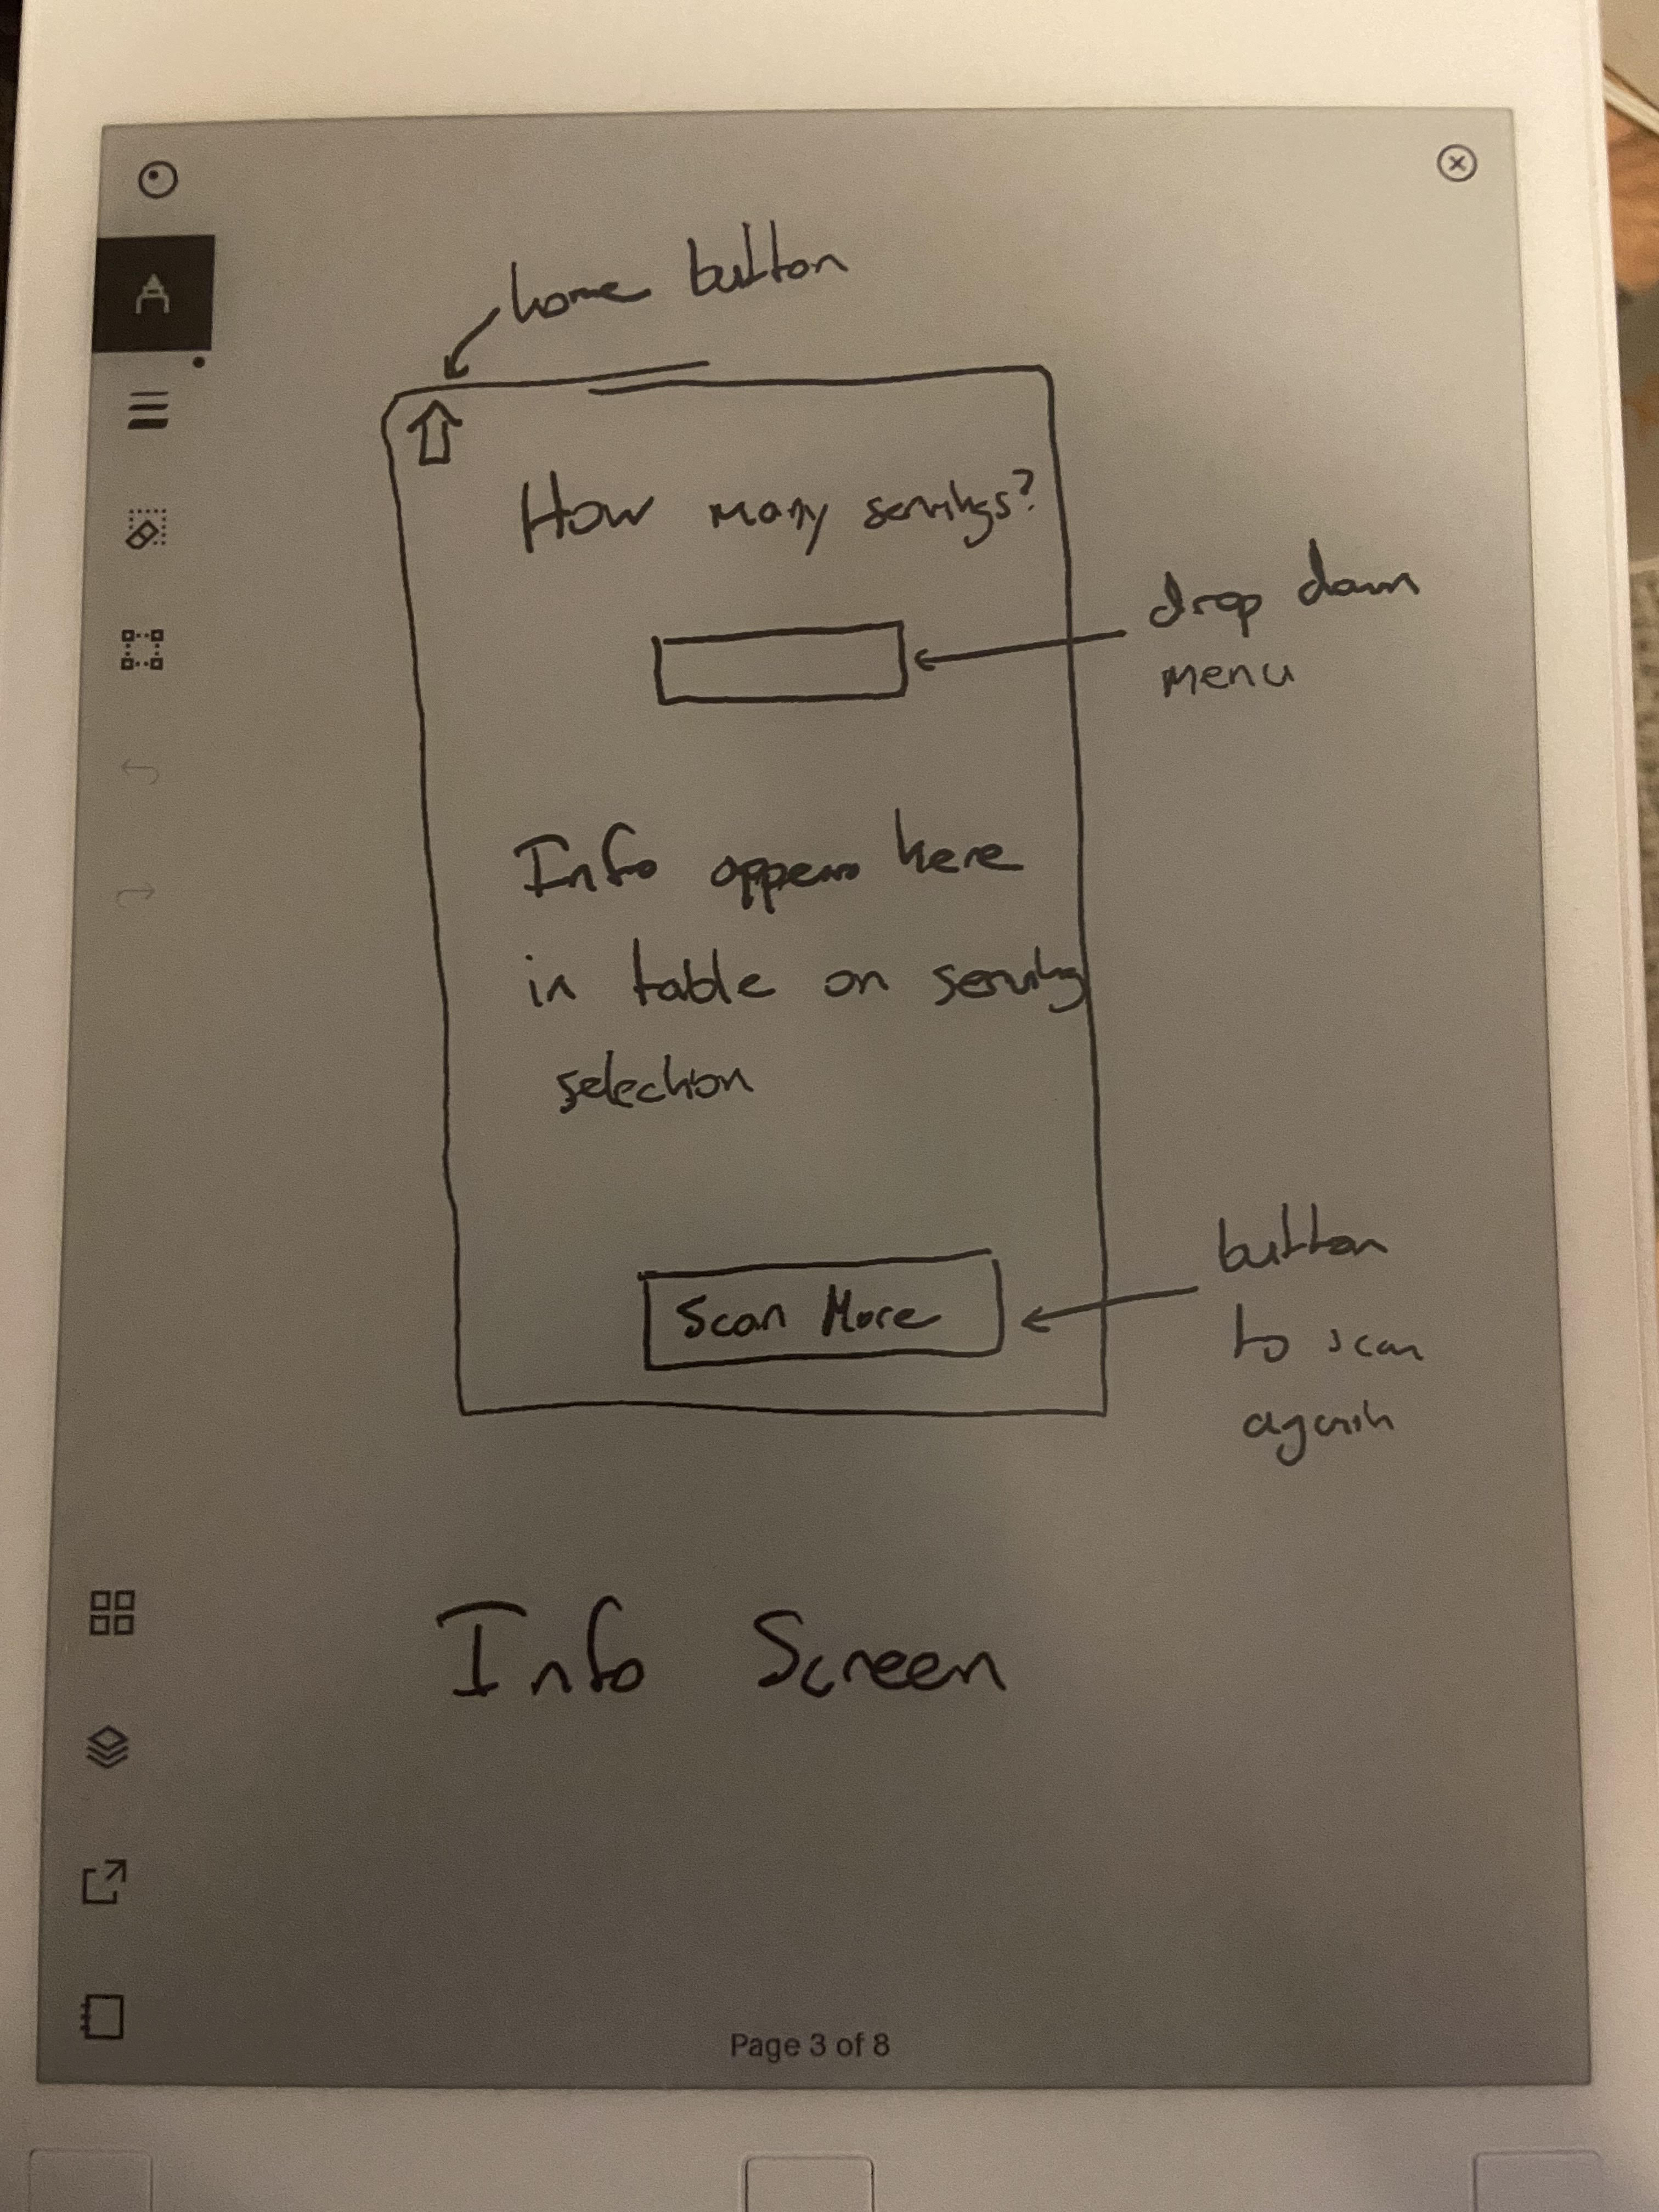 home button
How many servings?
drop down
menu
Info appears here
in table on serving
selection
Scan More
button
to scan
again
Info Screen
Page 3 of 8